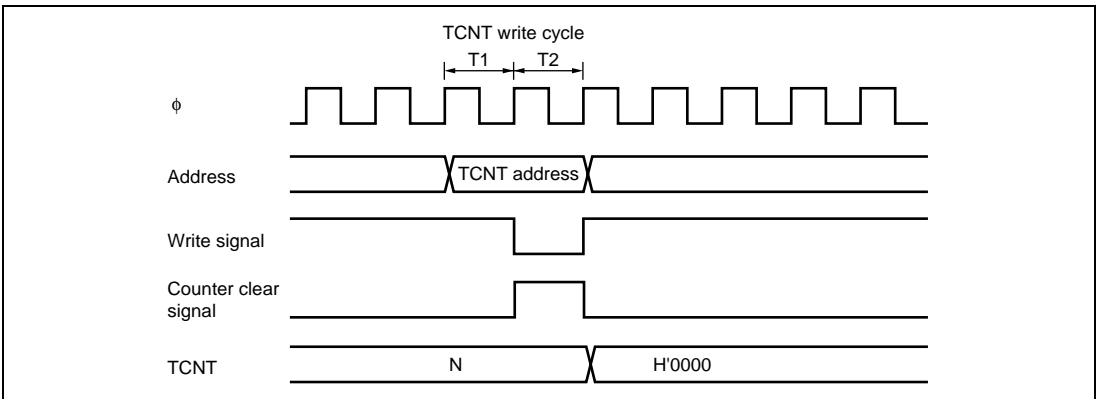 TCNT write cycle
T1 T2
ϕ
Address
TCNT address
Write signal
Counter clear
signal
TCNT
N
H'0000